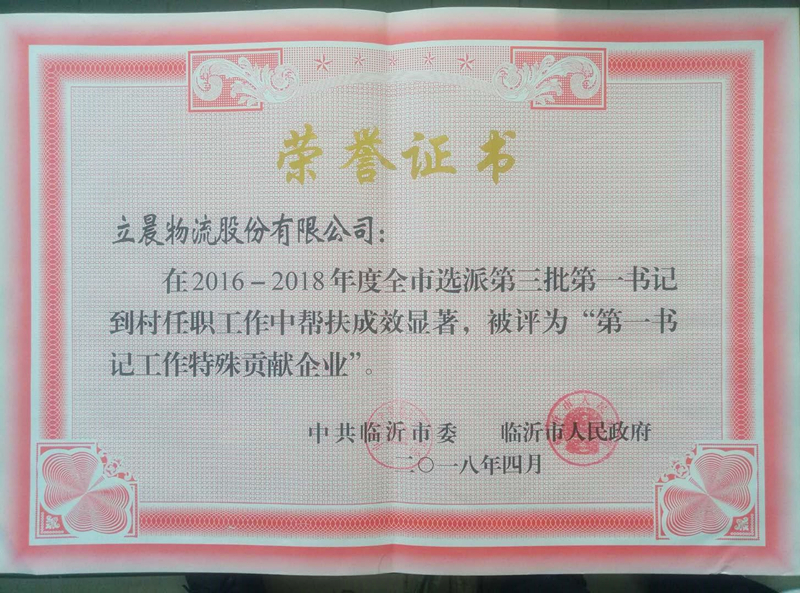 荣誉证书
立晨物流股份有限公司：
在2016－2018年度全市选派第三批第一书记
到村任职工作中帮扶成效显著，被评为“第一书
记工作特殊贡献企业”。
中共临沂市委 临沂市人民政府
二〇一八年四月